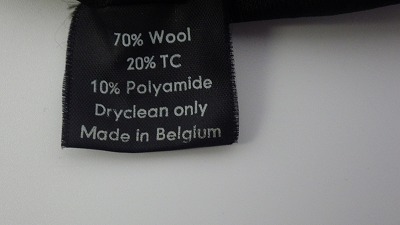 70% Wool
20% TC
10% Polyamide
Dryclean only
Made in Belgium